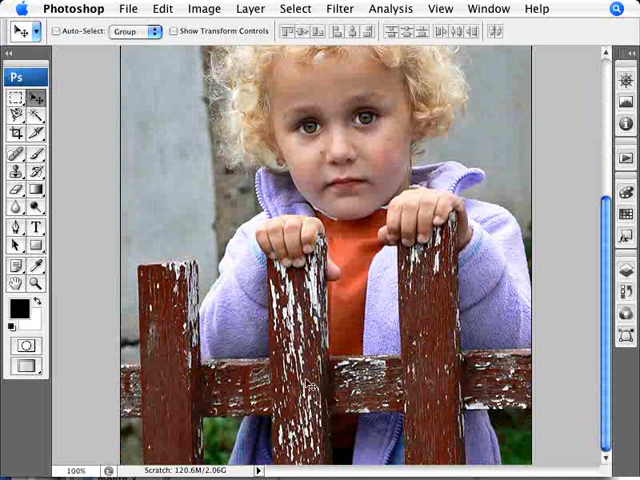 Photoshop File Edit Image Layer Select Filter Analysis View Window Help
Auto-Select: Group Show Transform Controls
Ps
T
100% Scratch: 120.6M/2.06G